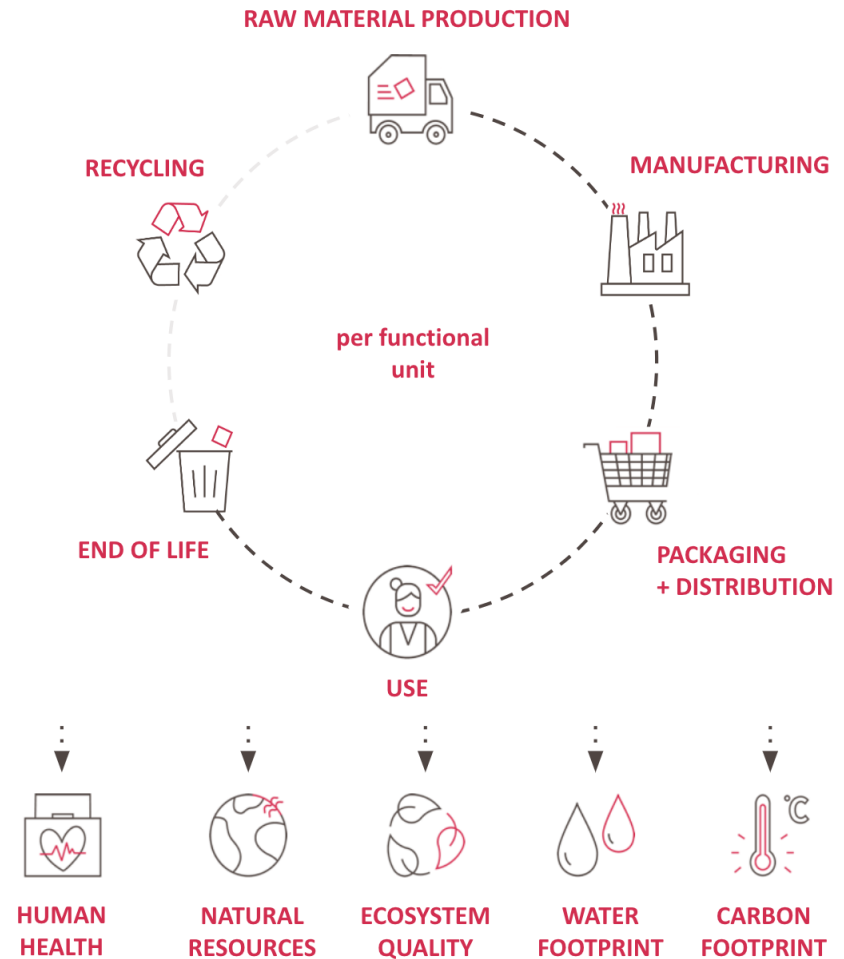 RAW MATERIAL PRODUCTION
RECYCLING
MANUFACTURING
per functional
unit
END OF LIFE
PACKAGING
+ DISTRIBUTION
USE
HUMAN
HEALTH
NATURAL
RESOURCES
ECOSYSTEM
QUALITY
WATER
FOOTPRINT
°C
CARBON
FOOTPRINT